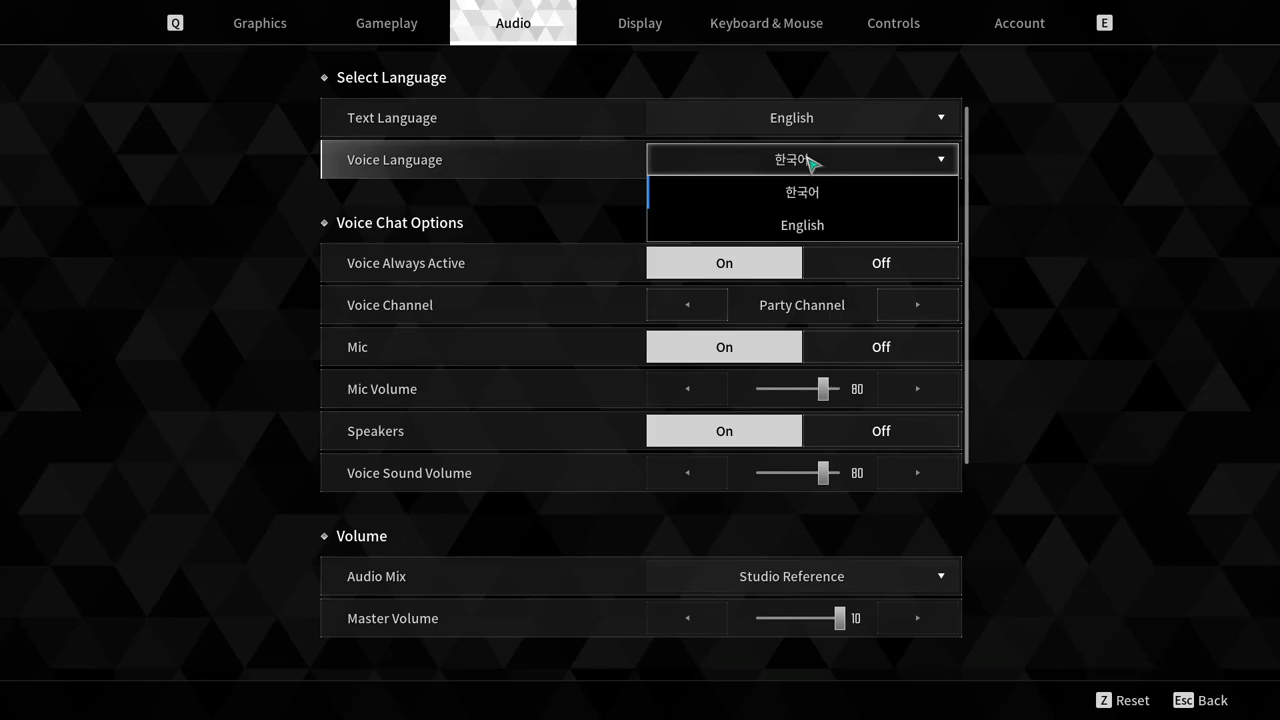 Q Graphics Gameplay Audio Display Keyboard & Mouse Controls Account E
Select Language
Text Language English
Voice Language 한국어
한국어
English
Voice Chat Options
Voice Always Active On Off
Voice Channel Party Channel
Mic On Off
Mic Volume 80
Speakers On Off
Voice Sound Volume 80
Volume
Audio Mix Studio Reference
Master Volume 10
Z Reset Esc Back